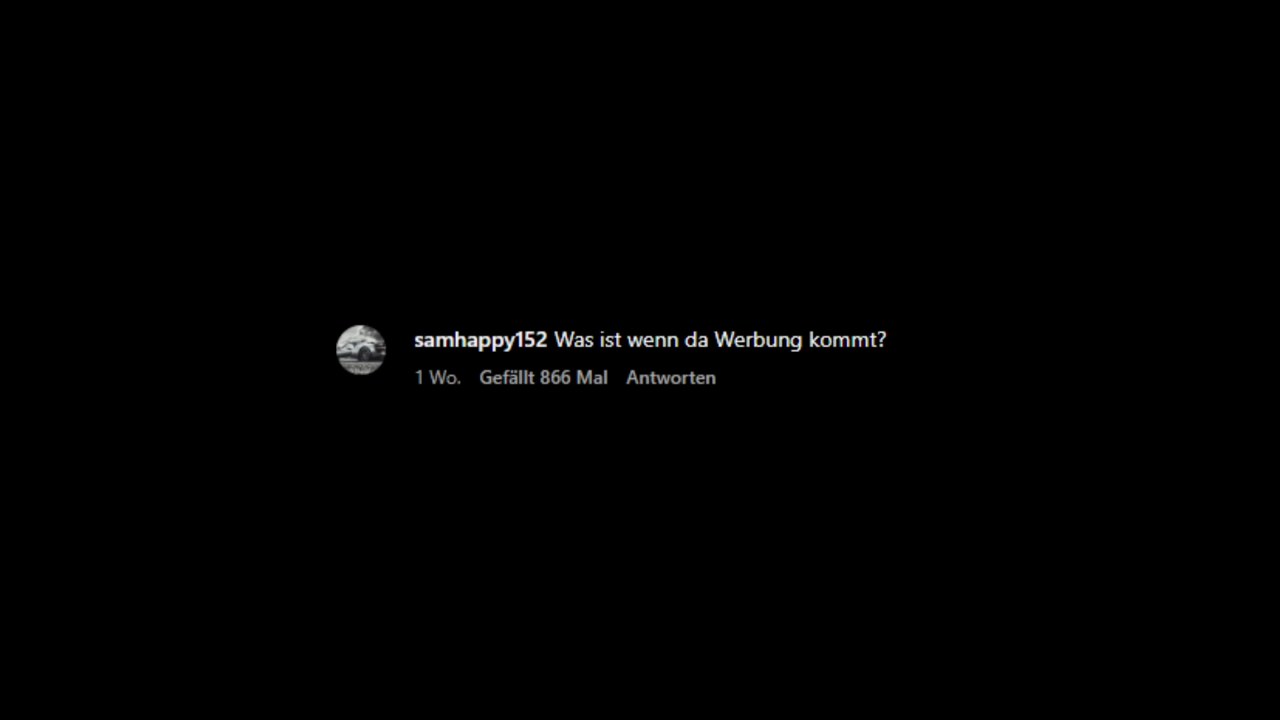 samhappy152 Was ist wenn da Werbung kommt?
1 Wo. Gefällt 866 Mal Antworten